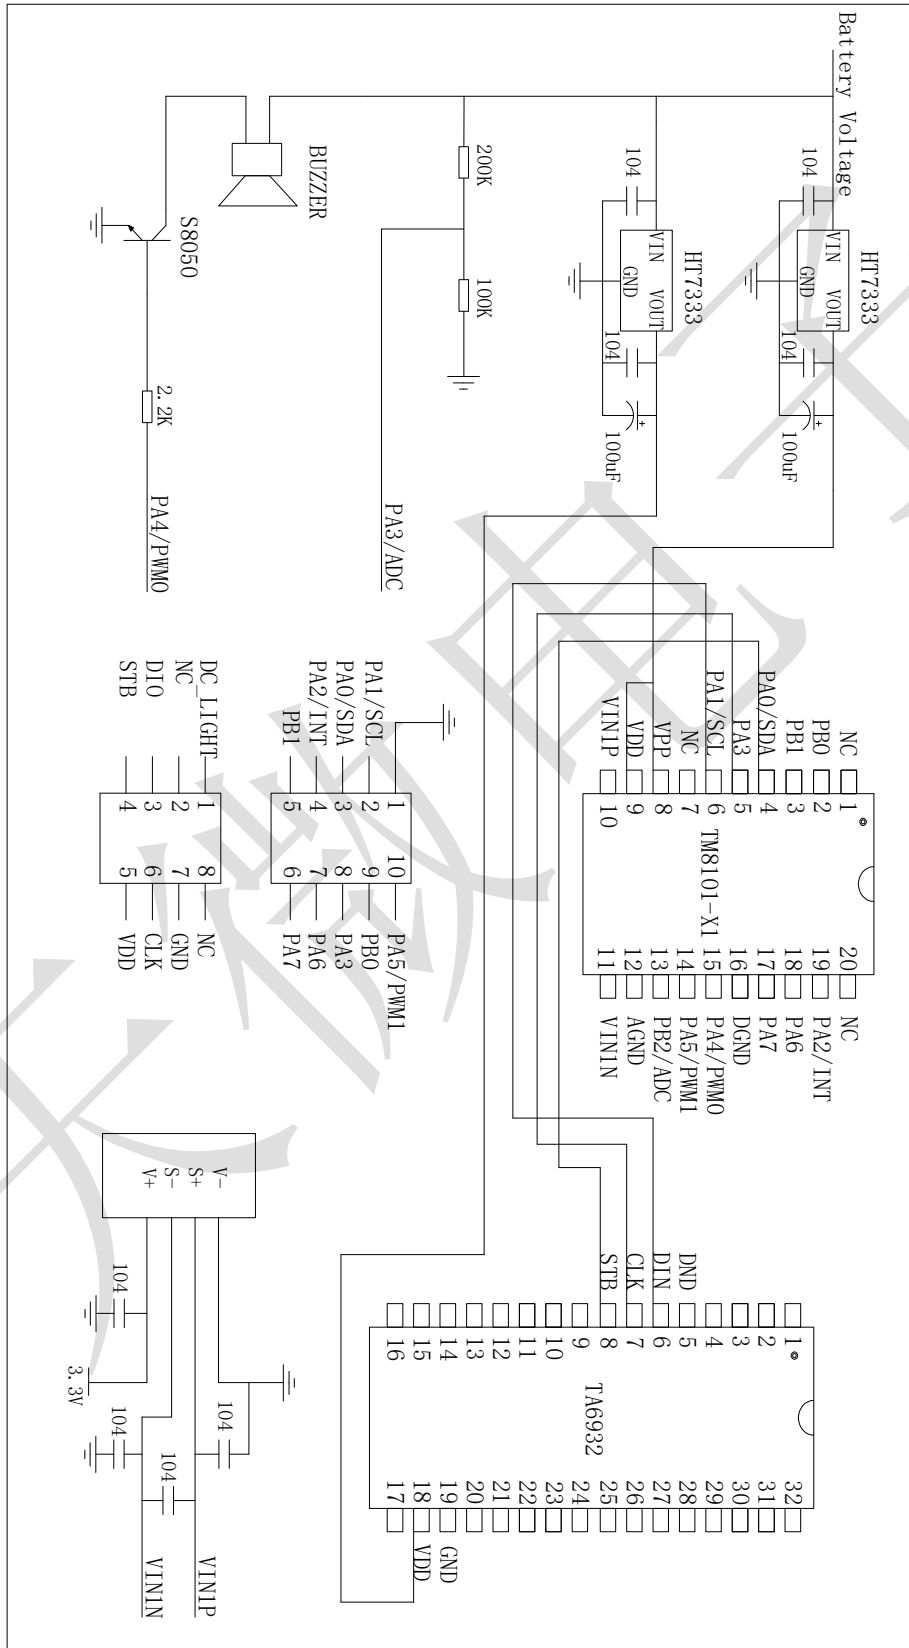 Battery Voltage
104
VIN
GND
VOUT
HT7333
104
100uF
104
VIN
GND
VOUT
HT7333
104
100uF
200K
100K
BUZZER
S8050
2.2K
PA4/PWM0
PA3/ADC
NC
PB0
PB1
PA0/SDA
PA3
PA1/SCL
NC
VPP
VDD
VIN1P
1
2
3
4
5
6
7
8
9
10
TM8101-X1
20
19
18
17
16
15
14
13
12
11
NC
PA2/INT
PA6
PA7
DGND
PA4/PWM0
PA5/PWM1
PB2/ADC
AGND
VIN1N
PA1/SCL
PA0/SDA
PA2/INT
PB1
1
2
3
4
5
10
9
8
7
6
PA5/PWM1
PB0
PA3
PA6
PA7
DC_LIGHT
NC
DIO
STB
1
2
3
4
8
7
6
5
NC
GND
CLK
VDD
DND
DIN
CLK
STB
1
2
3
4
5
6
7
8
9
10
11
12
13
14
15
16
TA6932
32
31
30
29
28
27
26
25
24
23
22
21
20
19
18
17
GND
VDD
V-
S+
S-
V+
104
3.3V
104
104
104
VIN1P
VIN1N
天微电子